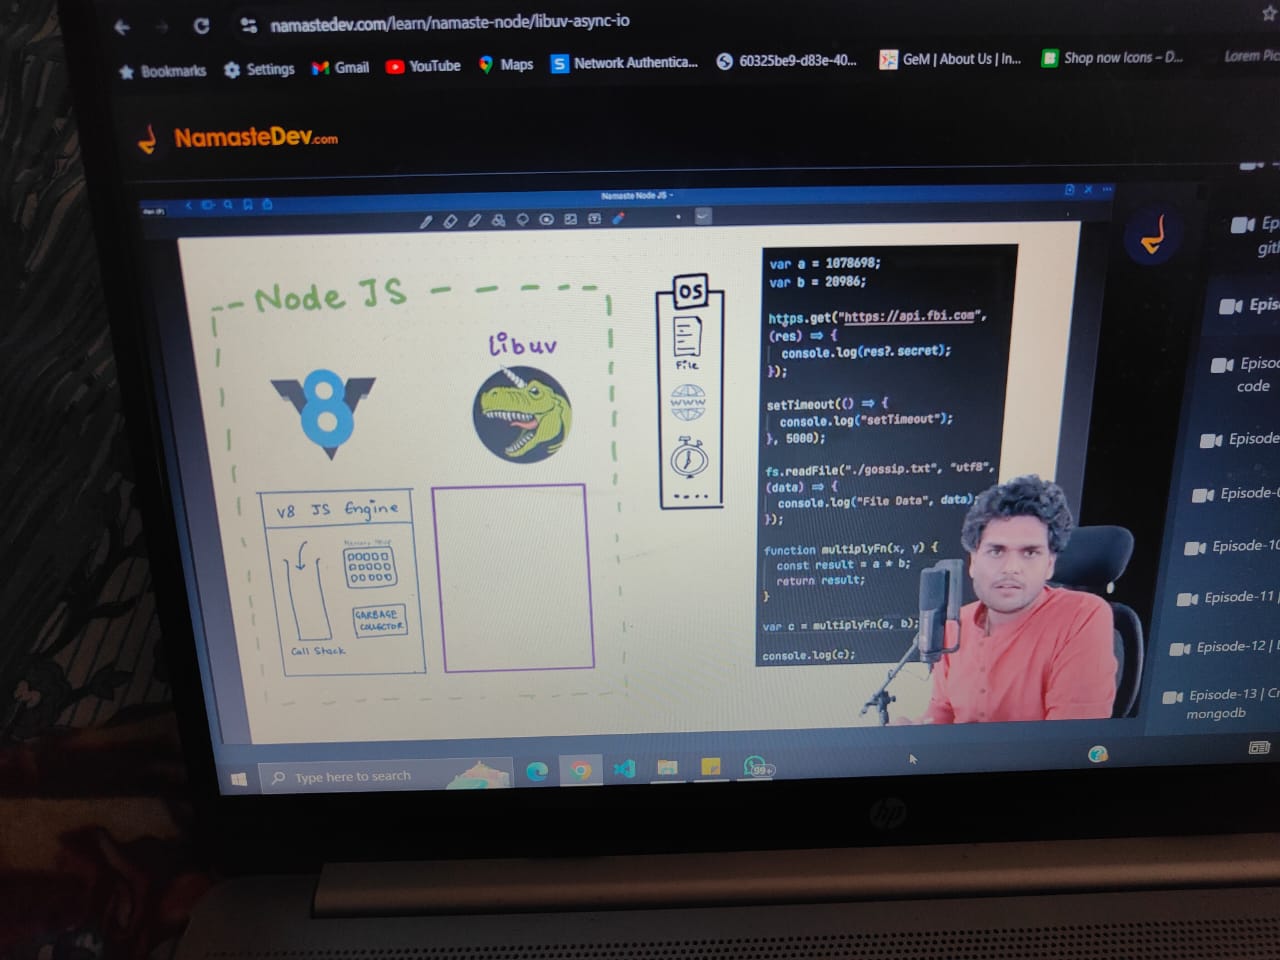 namastedev.com/learn/namaste-node/libuv-async-io
Bookmarks Settings Gmail YouTube Maps Network Authentica... 60325be9-d83e-40... GeM | About Us | In... Shop now Icons – D... Lorem Pic
NamasteDev.com
Namaste Node JS
Node JS
Libuv
8
V8 JS Engine
Memory Heap
GARBAGE
COLLECTOR
Call Stack
OS
File
www
var a = 1078698;
var b = 20986;
https.get("https://api.fbi.com",
(res) => {
console.log(res?.secret);
});
setTimeout(() => {
console.log("setTimeout");
}, 5000);
fs.readFile("./gossip.txt", "utf8",
(data) => {
console.log("File Data", data);
});
function multiplyFn(x, y) {
const result = a * b;
return result;
}
var c = multiplyFn(a, b);
console.log(c);
Ep
gith
Epis
Episod
code
Episode
Episode-
Episode-10
Episode-11 |
Episode-12 |
Episode-13 | Cr
mongodb
Type here to search
99+
hp